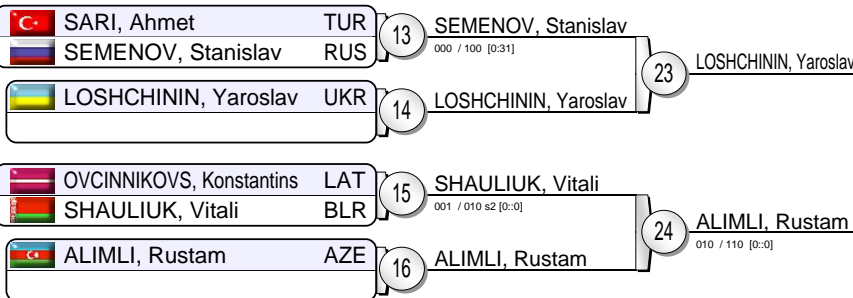 SARI, Ahmet TUR
SEMENOV, Stanislav RUS
13
SEMENOV, Stanislav
000 / 100 [0:31]
LOSHCHININ, Yaroslav UKR
14
LOSHCHININ, Yaroslav
23
LOSHCHININ, Yaroslav
OVCINNIKOVS, Konstantins LAT
SHAULIUK, Vitali BLR
15
SHAULIUK, Vitali
001 / 010 s2 [0::0]
ALIMLI, Rustam AZE
16
ALIMLI, Rustam
24
ALIMLI, Rustam
010 / 110 [0::0]